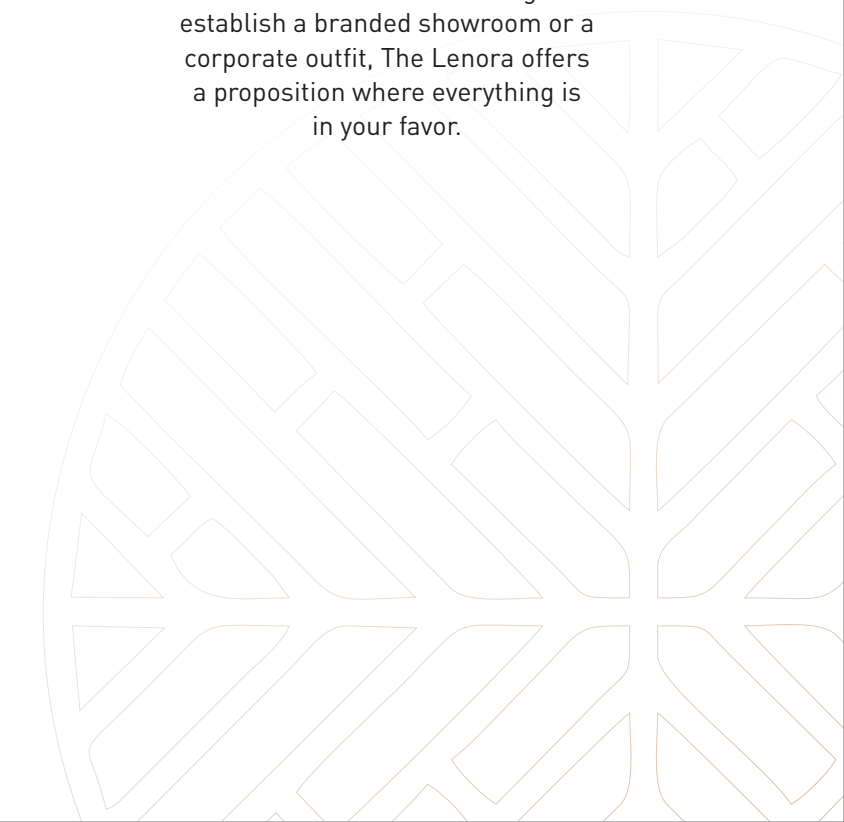 establish a branded showroom or a
corporate outfit, The Lenora offers
a proposition where everything is
in your favor.